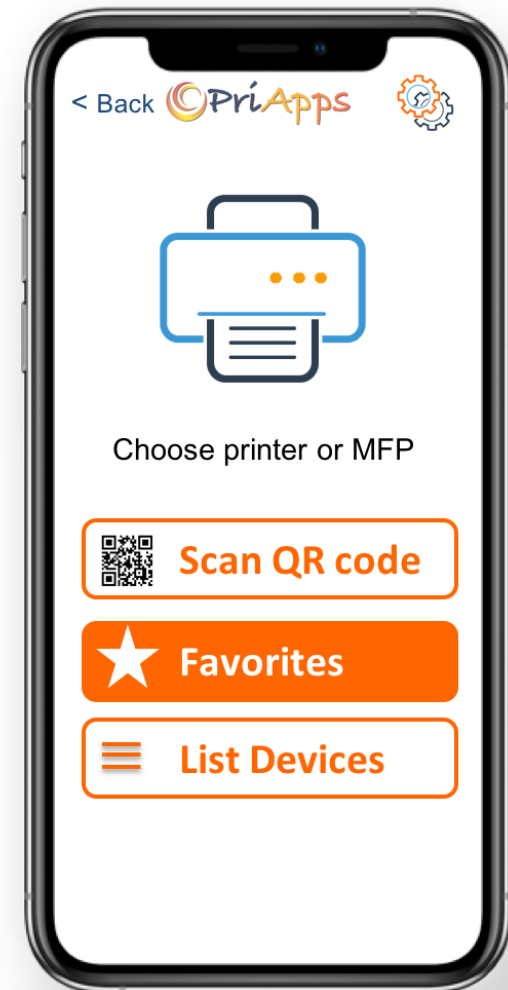 < Back PriApps
Choose printer or MFP
Scan QR code
Favorites
List Devices